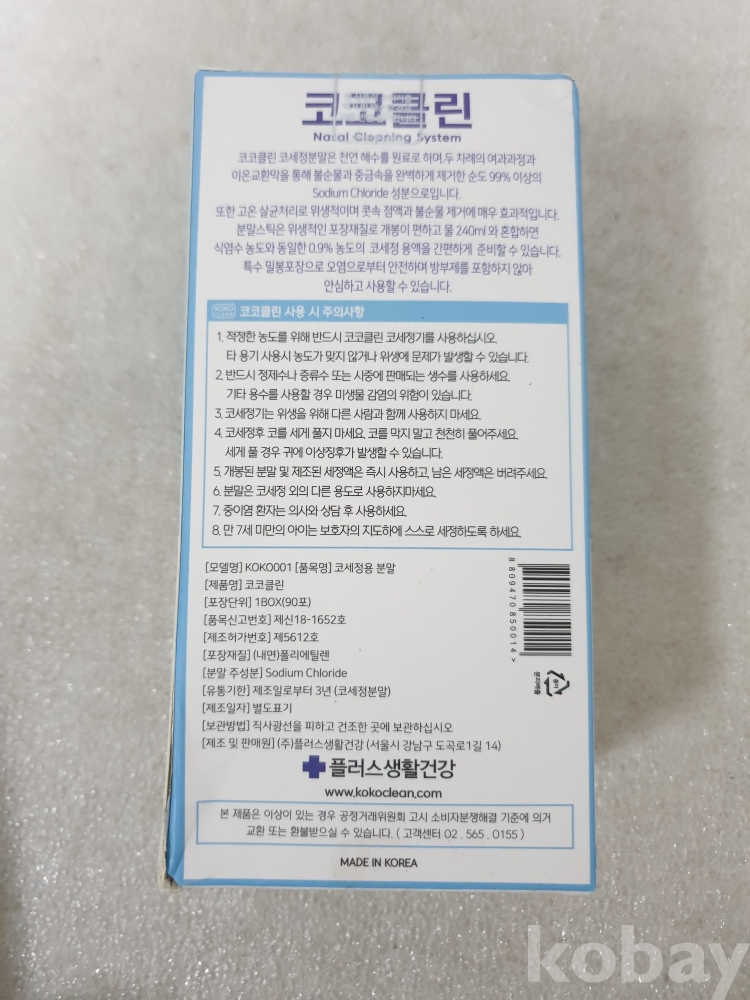 코코클린
Nasal Cleaning System
코코클린 코세정분말은 천연 해수를 원료로 하며,두 차례의 여과과정과
이온교환막을 통해 불순물과 중금속을 완벽하게 제거한 순도 99% 이상의
Sodium Chloride 성분으로입니다.
또한 고온 살균처리로 위생적이며 콧속 점액과 불순물 제거에 매우 효과적입니다.
분말스틱은 위생적인 포장재질로 개봉이 편하고 물 240ml 와 혼합하면
식염수 농도와 동일한 0.9% 농도의 코세정 용액을 간편하게 준비할 수 있습니다.
특수 밀봉포장으로 오염으로부터 안전하며 방부제를 포함하지 않아
안심하고 사용할 수 있습니다.
KOKO CLEAN 코코클린 사용 시 주의사항
1. 적정한 농도를 위해 반드시 코코클린 코세정기를 사용하십시오.
타 용기 사용시 농도가 맞지 않거나 위생에 문제가 발생할 수 있습니다.
2. 반드시 정제수나 증류수 또는 시중에 판매되는 생수를 사용하세요.
기타 용수를 사용할 경우 미생물 감염의 위험이 있습니다.
3. 코세정기는 위생을 위해 다른 사람과 함께 사용하지 마세요.
4. 코세정후 코를 세게 풀지 마세요. 코를 막지 말고 천천히 풀어주세요.
세게 풀 경우 귀에 이상징후가 발생할 수 있습니다.
5. 개봉된 분말 및 제조된 세정액은 즉시 사용하고, 남은 세정액은 버려주세요.
6. 분말은 코세정 외의 다른 용도로 사용하지마세요.
7. 중이염 환자는 의사와 상담 후 사용하세요.
8. 만 7세 미만의 아이는 보호자의 지도하에 스스로 세정하도록 하세요.
[모델명] KOKO001 [품목명] 코세정용 분말
[제품명] 코코클린
[포장단위] 1BOX(90포)
[품목신고번호] 제신18-1652호
[제조허가번호] 제5612호
[포장재질] (내면)폴리에틸렌
[분말 주성분] Sodium Chloride
[유통기한] 제조일로부터 3년 (코세정분말)
[제조일자] 별도표기
[보관방법] 직사광선을 피하고 건조한 곳에 보관하십시오
[제조 및 판매원] (주)플러스생활건강 (서울시 강남구 도곡로1길 14)
8 809470 850014 >
종이
분리배출
플러스생활건강
www.kokoclean.com
본 제품은 이상이 있는 경우 공정거래위원회 고시 소비자분쟁해결 기준에 의거
교환 또는 환불받으실 수 있습니다. ( 고객센터 02 . 565 . 0155 )
MADE IN KOREA
kobay